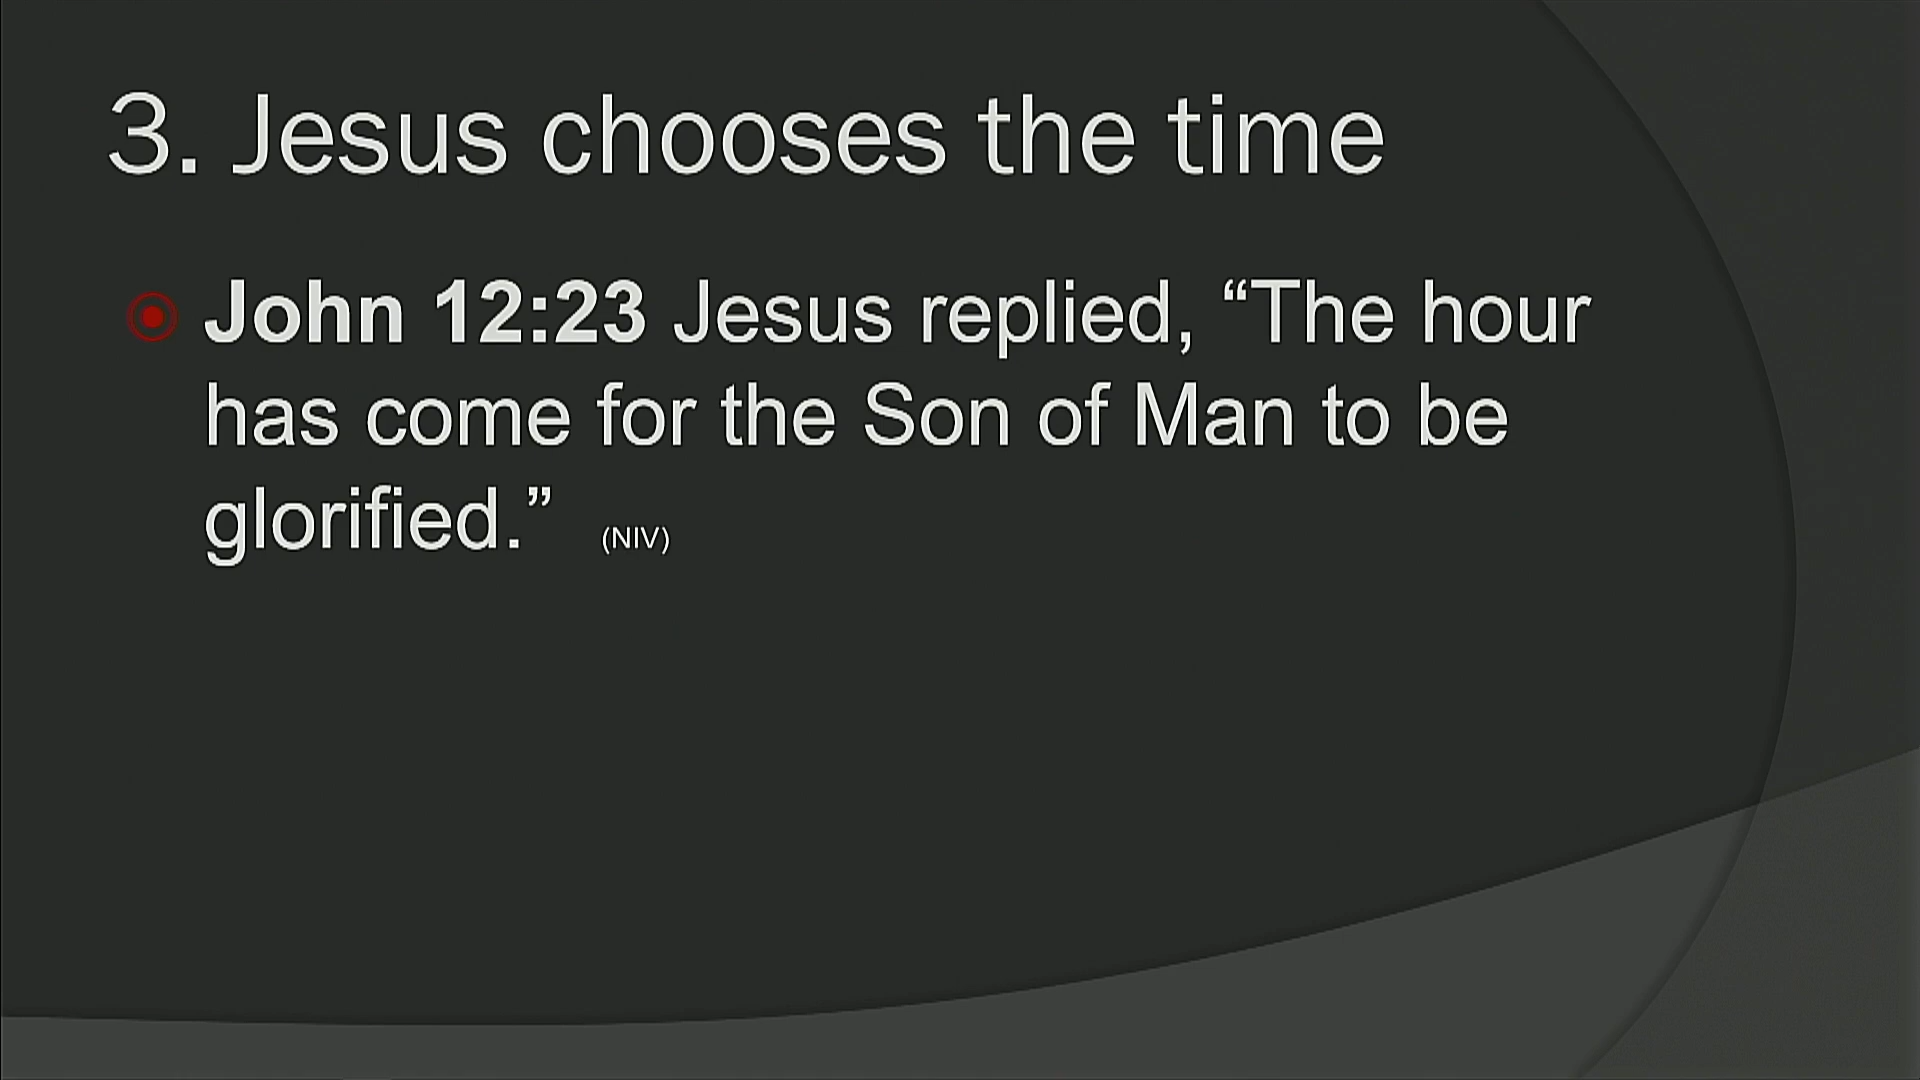 3. Jesus chooses the time
John 12:23 Jesus replied, “The hour
has come for the Son of Man to be
glorified.” (NIV)